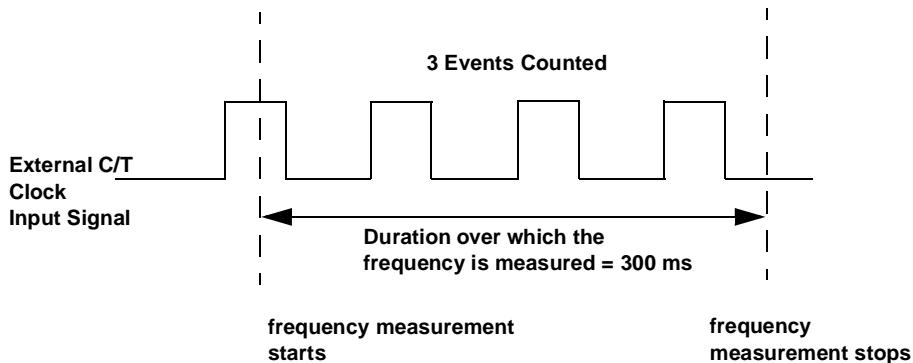 3 Events Counted
External C/T
Clock
Input Signal
Duration over which the
frequency is measured = 300 ms
frequency measurement
starts
frequency
measurement stops